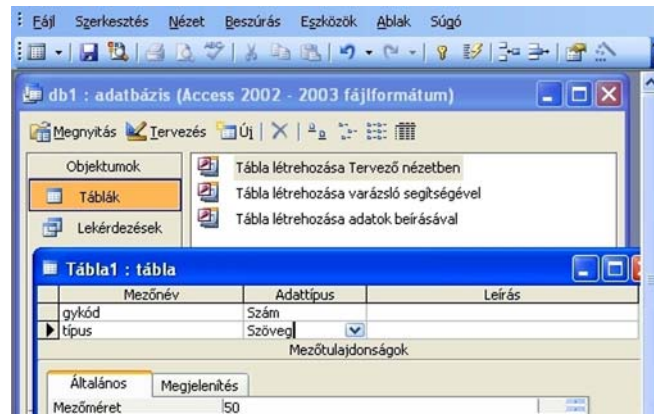 Fájl Szerkesztés Nézet Beszúrás Eszközök Ablak Súgó
db1 : adatbázis (Access 2002 - 2003 fájlformátum)
Megnyitás Tervezés Új
Objektumok
Táblák
Lekérdezések
Tábla létrehozása Tervező nézetben
Tábla létrehozása varázsló segítségével
Tábla létrehozása adatok beírásával
Tábla1 : tábla
Mezőnév Adattípus Leírás
gykód Szám
típus Szöveg
Mezőtulajdonságok
Általános Megjelenítés
Mezőméret 50